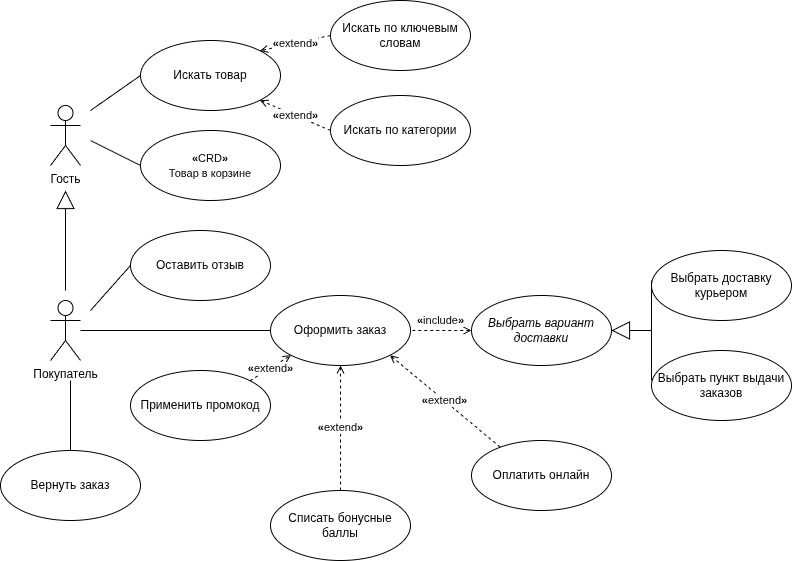 Искать по ключевым
словам
«extend»
Искать товар
«extend»
Искать по категории
«CRD»
Товар в корзине
Гость
Оставить отзыв
Выбрать доставку
курьером
«include»
Оформить заказ
Выбрать вариант
доставки
Покупатель
«extend»
Выбрать пункт выдачи
заказов
Применить промокод
«extend»
«extend»
Вернуть заказ
Оплатить онлайн
Списать бонусные
баллы